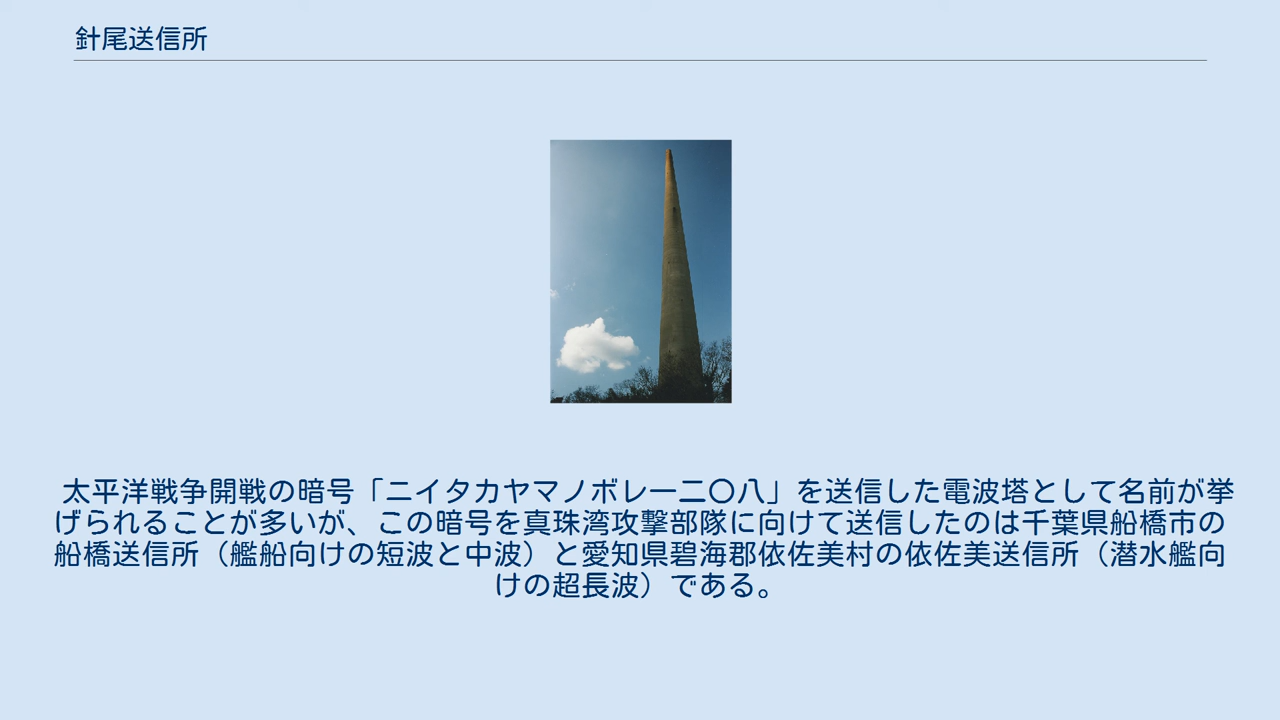 針尾送信所
太平洋戦争開戦の暗号「ニイタカヤマノボレ一二〇八」を送信した電波塔として名前が挙
げられることが多いが、この暗号を真珠湾攻撃部隊に向けて送信したのは千葉県船橋市の
船橋送信所（艦船向けの短波と中波）と愛知県碧海郡依佐美村の依佐美送信所（潜水艦向
けの超長波）である。